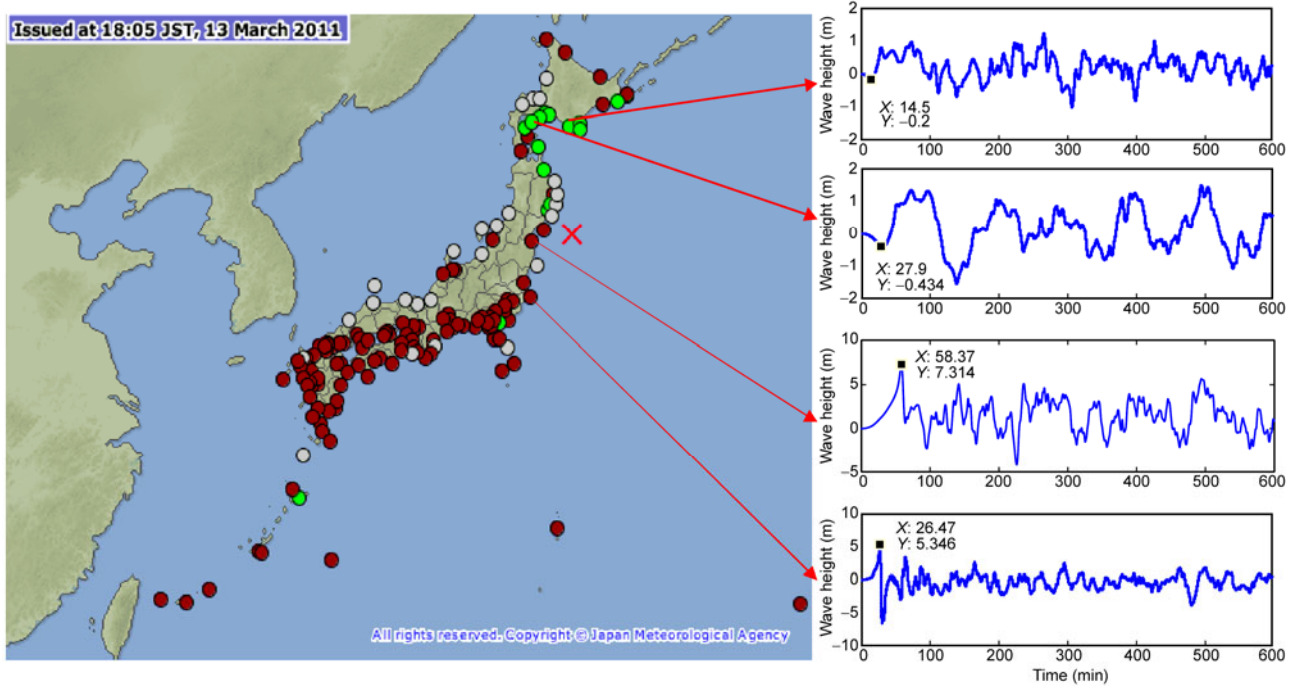 Issued at 18:05 JST, 13 March 2011
All rights reserved. Copyright © Japan Meteorological Agency
Wave height (m)
2
1
0
−1
−2
X: 14.5
Y: −0.2
0 100 200 300 400 500 600
Wave height (m)
2
1
0
−1
2
X: 27.9
Y: −0.434
0 100 200 300 400 500 600
Wave height (m)
10
5
0
−5
X: 58.37
Y: 7.314
0 100 200 300 400 500 600
Wave height (m)
10
5
0
−5
−10
X: 26.47
Y: 5.346
0 100 200 300 400 500 600
Time (min)